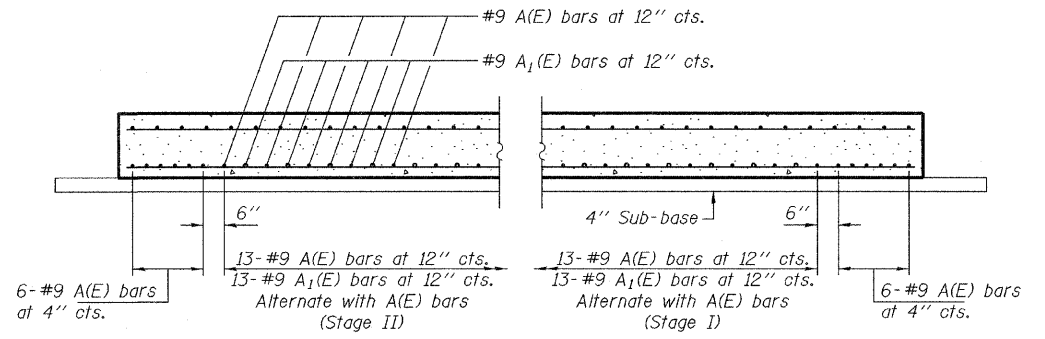 #9 A(E) bars at 12" cts.
#9 A1(E) bars at 12" cts.
6"
4" Sub-base
6"
13-#9 A(E) bars at 12" cts.
13-#9 A1(E) bars at 12" cts.
Alternate with A(E) bars
(Stage II)
13-#9 A(E) bars at 12" cts.
13-#9 A1(E) bars at 12" cts.
Alternate with A(E) bars
(Stage I)
6-#9 A(E) bars
at 4" cts.
6-#9 A(E) bars
at 4" cts.